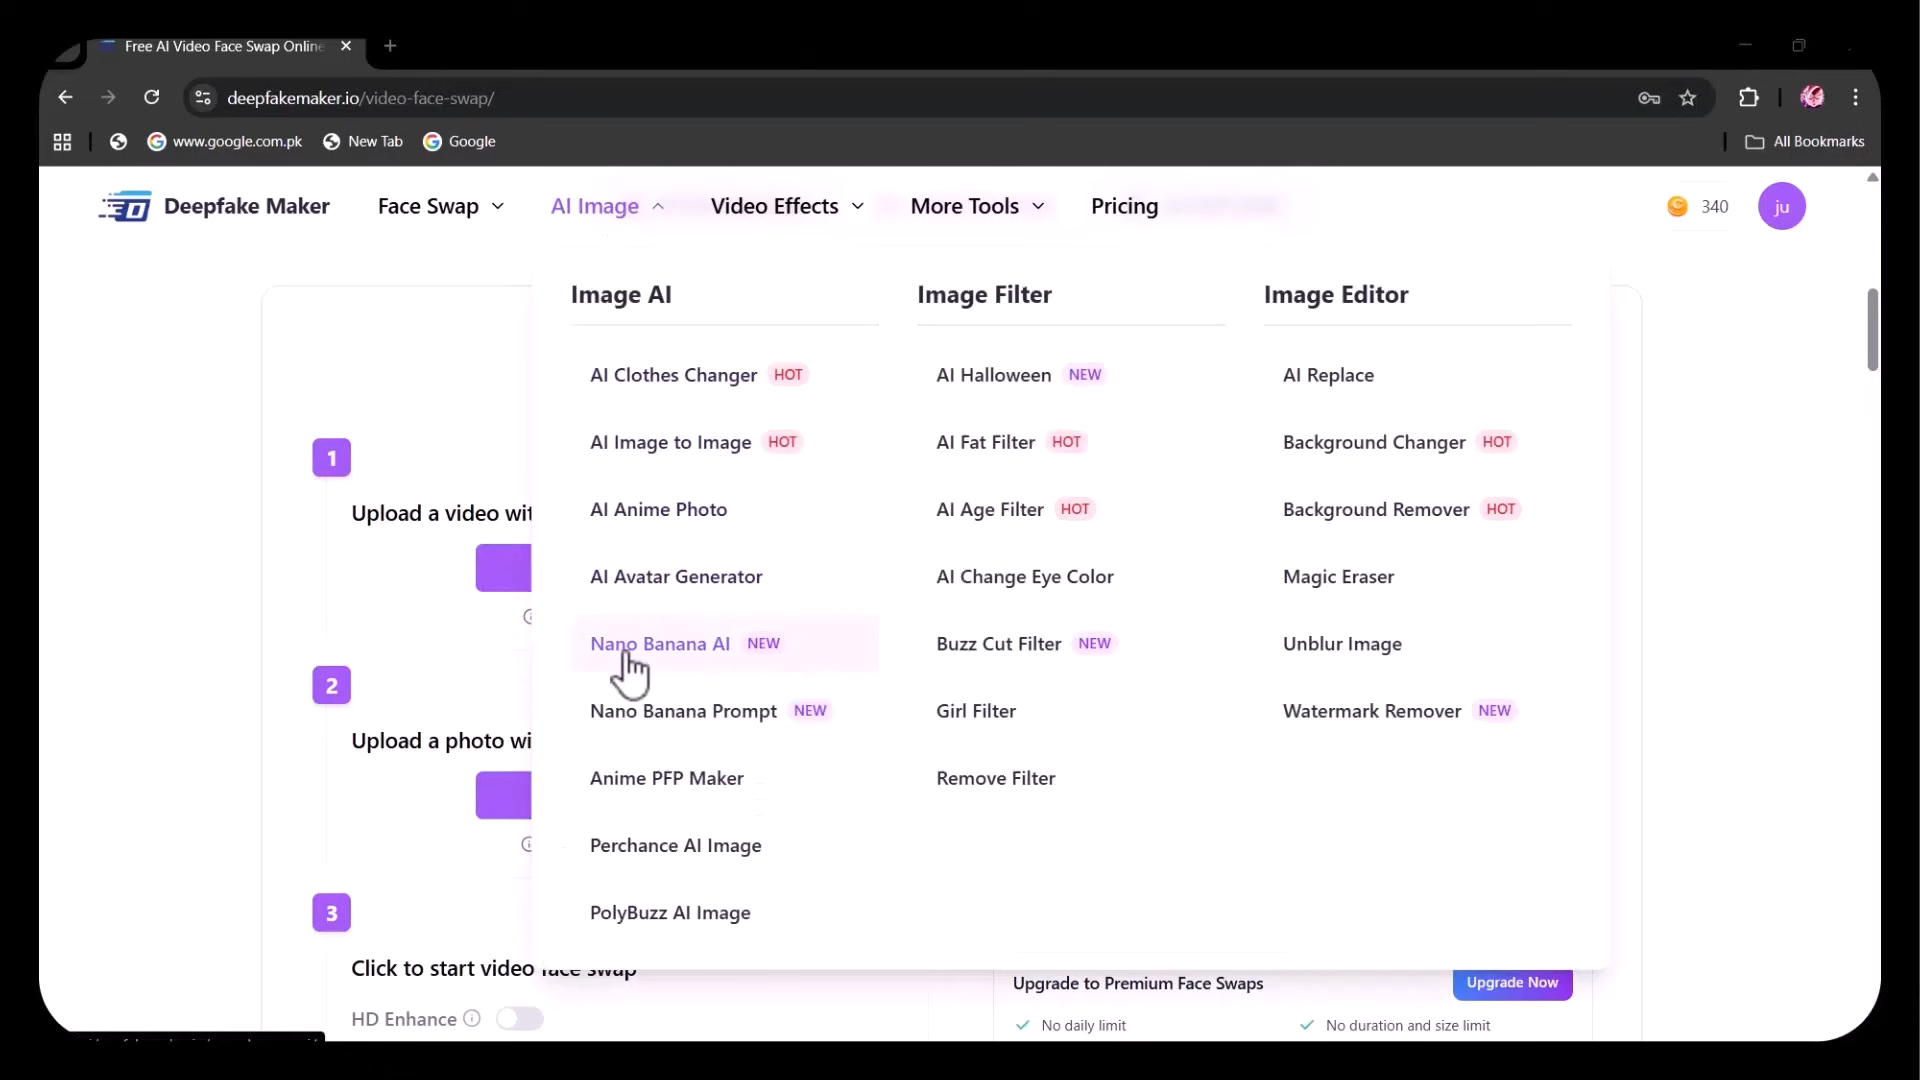 Free AI Video Face Swap Online
deepfakemaker.io/video-face-swap/
www.google.com.pk
New Tab
Google
All Bookmarks
Deepfake Maker
Face Swap
AI Image
Video Effects
More Tools
Pricing
340
ju
Image AI
AI Clothes Changer HOT
AI Image to Image HOT
AI Anime Photo
AI Avatar Generator
Nano Banana AI NEW
Nano Banana Prompt NEW
Anime PFP Maker
Perchance AI Image
PolyBuzz AI Image
Image Filter
AI Halloween NEW
AI Fat Filter HOT
AI Age Filter HOT
AI Change Eye Color
Buzz Cut Filter NEW
Girl Filter
Remove Filter
Image Editor
AI Replace
Background Changer HOT
Background Remover HOT
Magic Eraser
Unblur Image
Watermark Remover NEW
1
Upload a video wit
2
Upload a photo wi
3
Click to start video face swap
HD Enhance
Upgrade to Premium Face Swaps
Upgrade Now
No daily limit
No duration and size limit